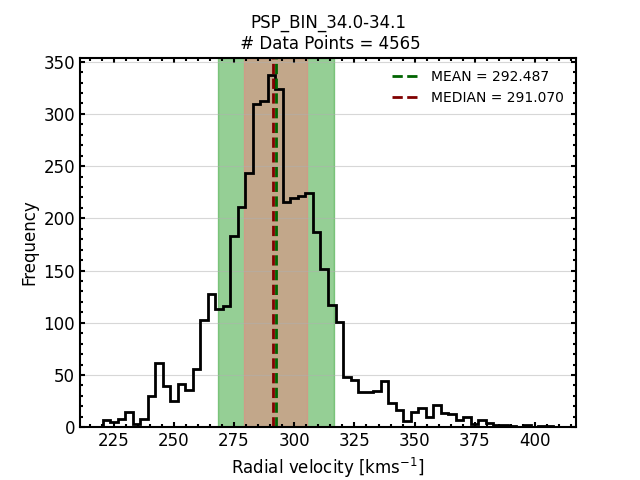 PSP_BIN_34.0-34.1
# Data Points = 4565
MEAN = 292.487
MEDIAN = 291.070
350
300
250
200
150
100
50
0
Frequency
225
250
275
300
325
350
375
400
Radial velocity [kms⁻¹]